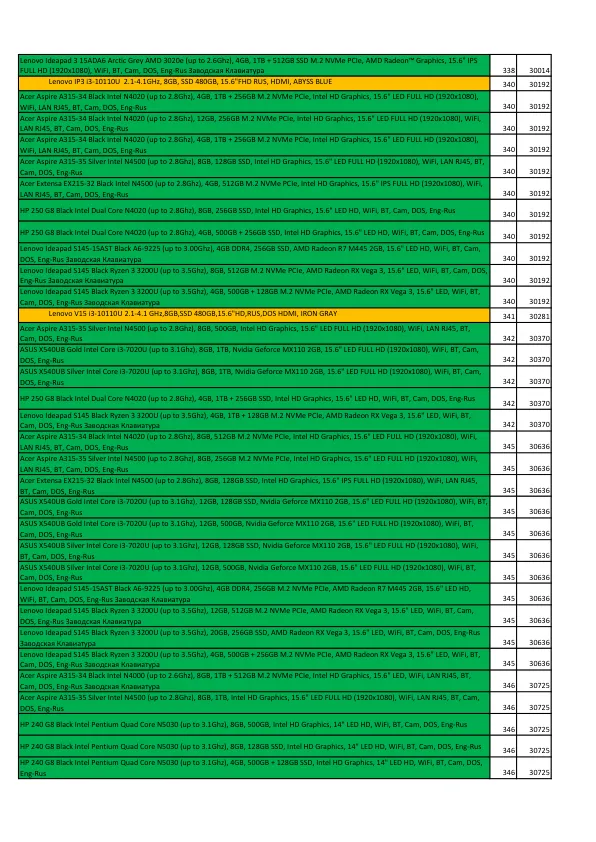 Lenovo Ideapad 3 15ADA6 Arctic Grey AMD 3020e (up to 2.6Ghz), 4GB, 1TB + 512GB SSD M.2 NVMe PCIe, AMD Radeon™ Graphics, 15.6" IPS
FULL HD (1920x1080), WiFi, BT, Cam, DOS, Eng-Rus Заводская Клавиатура 338 30014
Lenovo IP3 i3-10110U 2.1-4.1GHz, 8GB, SSD 480GB, 15.6"FHD RUS, HDMI, ABYSS BLUE 340 30192
Acer Aspire A315-34 Black Intel N4020 (up to 2.8Ghz), 4GB, 1TB + 256GB M.2 NVMe PCIe, Intel HD Graphics, 15.6" LED FULL HD (1920x1080),
WiFi, LAN RJ45, BT, Cam, DOS, Eng-Rus 340 30192
Acer Aspire A315-34 Black Intel N4020 (up to 2.8Ghz), 12GB, 256GB M.2 NVMe PCIe, Intel HD Graphics, 15.6" LED FULL HD (1920x1080), WiFi,
LAN RJ45, BT, Cam, DOS, Eng-Rus 340 30192
Acer Aspire A315-34 Black Intel N4020 (up to 2.8Ghz), 4GB, 1TB + 256GB M.2 NVMe PCIe, Intel HD Graphics, 15.6" LED FULL HD (1920x1080),
WiFi, LAN RJ45, BT, Cam, DOS, Eng-Rus 340 30192
Acer Aspire A315-35 Silver Intel N4500 (up to 2.8Ghz), 8GB, 128GB SSD, Intel HD Graphics, 15.6" LED FULL HD (1920x1080), WiFi, LAN RJ45, BT,
Cam, DOS, Eng-Rus 340 30192
Acer Extensa EX215-32 Black Intel N4500 (up to 2.8Ghz), 4GB, 512GB M.2 NVMe PCIe, Intel HD Graphics, 15.6" IPS FULL HD (1920x1080), WiFi,
LAN RJ45, BT, Cam, DOS, Eng-Rus 340 30192
HP 250 G8 Black Intel Dual Core N4020 (up to 2.8Ghz), 8GB, 256GB SSD, Intel HD Graphics, 15.6" LED HD, WiFi, BT, Cam, DOS, Eng-Rus 340 30192
HP 250 G8 Black Intel Dual Core N4020 (up to 2.8Ghz), 4GB, 500GB + 256GB SSD, Intel HD Graphics, 15.6" LED HD, WiFi, BT, Cam, DOS, Eng-Rus 340 30192
Lenovo Ideapad S145-15AST Black A6-9225 (up to 3.00Ghz), 4GB DDR4, 256GB SSD, AMD Radeon R7 M445 2GB, 15.6" LED HD, WiFi, BT, Cam,
DOS, Eng-Rus Заводская Клавиатура 340 30192
Lenovo Ideapad S145 Black Ryzen 3 3200U (up to 3.5Ghz), 8GB, 512GB M.2 NVMe PCIe, AMD Radeon RX Vega 3, 15.6" LED HD, WiFi, BT, Cam, DOS,
Eng-Rus Заводская Клавиатура 340 30192
Lenovo Ideapad S145 Black Ryzen 3 3200U (up to 3.5Ghz), 4GB, 500GB + 128GB M.2 NVMe PCIe, AMD Radeon RX Vega 3, 15.6" LED HD, WiFi, BT,
Cam, DOS, Eng-Rus Заводская Клавиатура 340 30192
Lenovo V15 i3-10110U 2.1-4.1 GHz,8GB,SSD 480GB,15.6"HD,RUS,DOS HDMI, IRON GRAY 341 30281
Acer Aspire A315-35 Silver Intel N4500 (up to 2.8Ghz), 8GB, 500GB, Intel HD Graphics, 15.6" LED FULL HD (1920x1080), WiFi, LAN RJ45, BT,
Cam, DOS, Eng-Rus 342 30370
ASUS X540UB Gold Intel Core i3-7020U (up to 3.1Ghz), 8GB, 1TB, Nvidia Geforce MX110 2GB, 15.6" LED FULL HD (1920x1080), WiFi, BT, Cam,
DOS, Eng-Rus 342 30370
ASUS X540UB Silver Intel Core i3-7020U (up to 3.1Ghz), 8GB, 1TB, Nvidia Geforce MX110 2GB, 15.6" LED FULL HD (1920x1080), WiFi, BT, Cam,
DOS, Eng-Rus 342 30370
HP 250 G8 Black Intel Dual Core N4020 (up to 2.8Ghz), 4GB, 1TB + 256GB SSD, Intel HD Graphics, 15.6" LED HD, WiFi, BT, Cam, DOS, Eng-Rus 342 30370
Lenovo Ideapad S145 Black Ryzen 3 3200U (up to 3.5Ghz), 4GB, 1TB + 128GB M.2 NVMe PCIe, AMD Radeon RX Vega 3, 15.6" LED HD, WiFi, BT,
Cam, DOS, Eng-Rus Заводская Клавиатура 342 30370
Acer Aspire A315-34 Black Intel N4020 (up to 2.8Ghz), 8GB, 512GB M.2 NVMe PCIe, Intel HD Graphics, 15.6" LED FULL HD (1920x1080), WiFi,
LAN RJ45, BT, Cam, DOS, Eng-Rus 345 30636
Acer Aspire A315-35 Silver Intel N4500 (up to 2.8Ghz), 8GB, 256GB M.2 NVMe PCIe, Intel HD Graphics, 15.6" LED FULL HD (1920x1080), WiFi,
LAN RJ45, BT, Cam, DOS, Eng-Rus 345 30636
Acer Extensa EX215-32 Black Intel N4500 (up to 2.8Ghz), 8GB, 128GB SSD, Intel HD Graphics, 15.6" IPS FULL HD (1920x1080), WiFi, LAN RJ45,
BT, Cam, DOS, Eng-Rus 345 30636
ASUS X540UB Gold Intel Core i3-7020U (up to 3.1Ghz), 12GB, 128GB SSD, Nvidia Geforce MX110 2GB, 15.6" LED FULL HD (1920x1080), WiFi, BT,
Cam, DOS, Eng-Rus 345 30636
ASUS X540UB Gold Intel Core i3-7020U (up to 3.1Ghz), 12GB, 500GB, Nvidia Geforce MX110 2GB, 15.6" LED FULL HD (1920x1080), WiFi, BT,
Cam, DOS, Eng-Rus 345 30636
ASUS X540UB Silver Intel Core i3-7020U (up to 3.1Ghz), 12GB, 128GB SSD, Nvidia Geforce MX110 2GB, 15.6" LED FULL HD (1920x1080), WiFi,
BT, Cam, DOS, Eng-Rus 345 30636
ASUS X540UB Silver Intel Core i3-7020U (up to 3.1Ghz), 12GB, 500GB, Nvidia Geforce MX110 2GB, 15.6" LED FULL HD (1920x1080), WiFi, BT,
Cam, DOS, Eng-Rus 345 30636
Lenovo Ideapad S145-15AST Black A6-9225 (up to 3.00Ghz), 4GB DDR4, 256GB M.2 NVMe PCIe, AMD Radeon R7 M445 2GB, 15.6" LED HD,
WiFi, BT, Cam, DOS, Eng-Rus Заводская Клавиатура 345 30636
Lenovo Ideapad S145 Black Ryzen 3 3200U (up to 3.5Ghz), 12GB, 512GB M.2 NVMe PCIe, AMD Radeon RX Vega 3, 15.6" LED HD, WiFi, BT, Cam,
DOS, Eng-Rus Заводская Клавиатура 345 30636
Lenovo Ideapad S145 Black Ryzen 3 3200U (up to 3.5Ghz), 20GB, 256GB SSD, AMD Radeon RX Vega 3, 15.6" LED HD, WiFi, BT, Cam, DOS, Eng-Rus
Заводская Клавиатура 345 30636
Lenovo Ideapad S145 Black Ryzen 3 3200U (up to 3.5Ghz), 4GB, 500GB + 256GB M.2 NVMe PCIe, AMD Radeon RX Vega 3, 15.6" LED HD, WiFi, BT,
Cam, DOS, Eng-Rus Заводская Клавиатура 345 30636
Acer Aspire A315-34 Black Intel N4000 (up to 2.6Ghz), 8GB, 1TB + 512GB M.2 NVMe PCIe, Intel HD Graphics, 15.6" LED HD, WiFi, LAN RJ45, BT,
Cam, DOS, Eng-Rus 346 30725
Acer Aspire A315-35 Silver Intel N4500 (up to 2.8Ghz), 8GB, 1TB, Intel HD Graphics, 15.6" LED FULL HD (1920x1080), WiFi, LAN RJ45, BT, Cam,
DOS, Eng-Rus 346 30725
HP 240 G8 Black Intel Pentium Quad Core N5030 (up to 3.1Ghz), 8GB, 500GB, Intel HD Graphics, 14" LED HD, WiFi, BT, Cam, DOS, Eng-Rus 346 30725
HP 240 G8 Black Intel Pentium Quad Core N5030 (up to 3.1Ghz), 8GB, 128GB SSD, Intel HD Graphics, 14" LED HD, WiFi, BT, Cam, DOS, Eng-Rus 346 30725
HP 240 G8 Black Intel Pentium Quad Core N5030 (up to 3.1Ghz), 4GB, 500GB + 128GB SSD, Intel HD Graphics, 14" LED HD, WiFi, BT, Cam, DOS,
Eng-Rus 346 30725